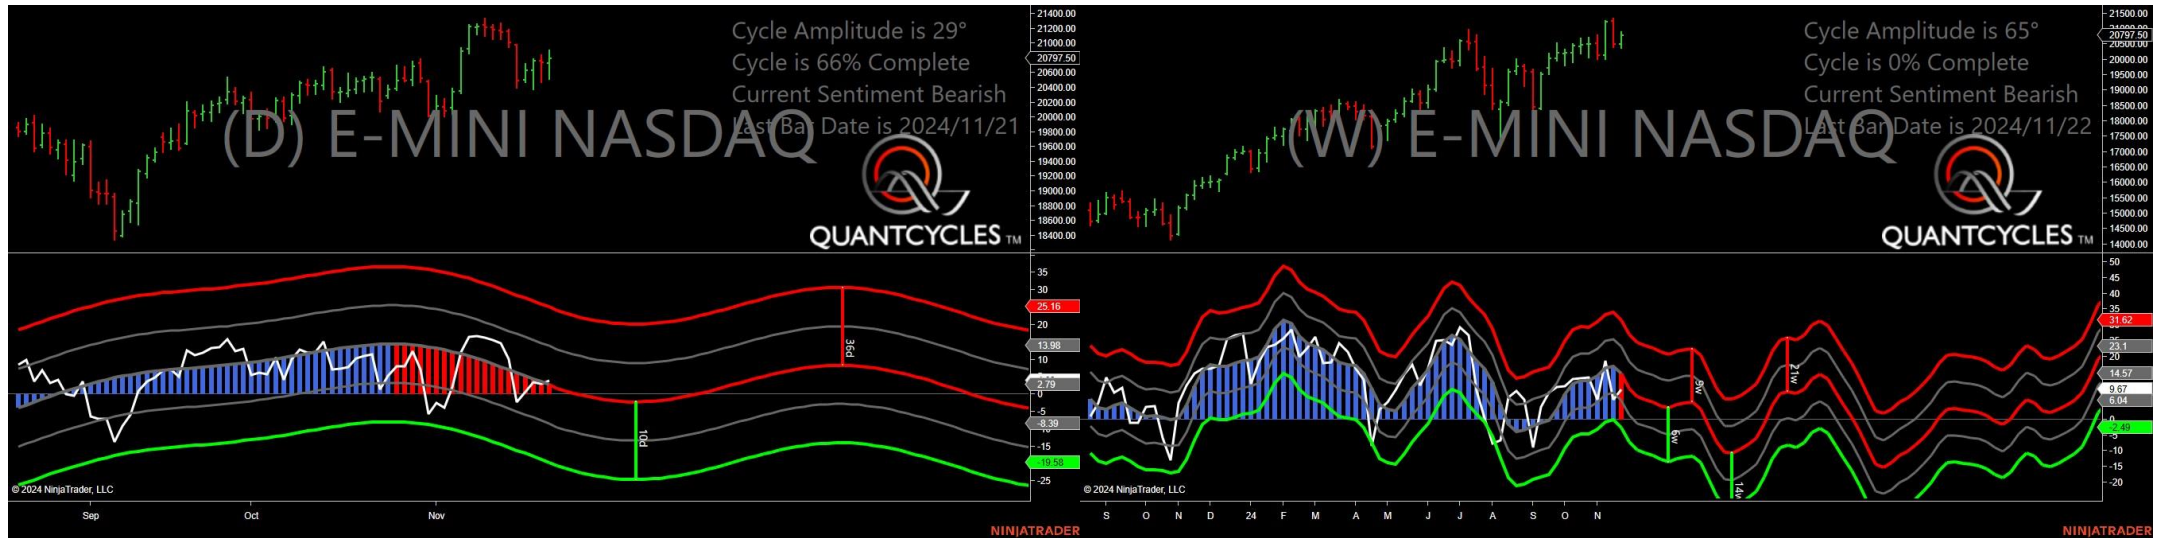 Cycle Amplitude is 29°
Cycle is 66% Complete
Current Sentiment Bearish
Last Bar Date is 2024/11/21
(D) E-MINI NASDAQ
QUANTCYCLES TM
21400.00
21000.00
20797.50
20600.00
20400.00
20200.00
20000.00
19800.00
19600.00
19400.00
19200.00
19000.00
18800.00
18600.00
18400.00
35
30
25.16
20
13.98
10
2.79
0
-5
-8.39
-15
-19.58
-25
36d
10d
© 2024 NinjaTrader, LLC
Sep
Oct
Nov
NINJATRADER
Cycle Amplitude is 65°
Cycle is 0% Complete
Current Sentiment Bearish
Last Bar Date is 2024/11/22
(W) E-MINI NASDAQ
QUANTCYCLES TM
21500.00
20797.50
20500.00
20000.00
19500.00
19000.00
18500.00
18000.00
17500.00
17000.00
16500.00
16000.00
15500.00
15000.00
14500.00
14000.00
50
45
40
35
31.62
23.1
20
14.57
9.67
6.04
0
-2.49
-5
-10
-15
-20
9w
21w
6w
14w
© 2024 NinjaTrader, LLC
S
O
N
D
24
F
M
A
M
J
J
A
S
O
N
NINJATRADER